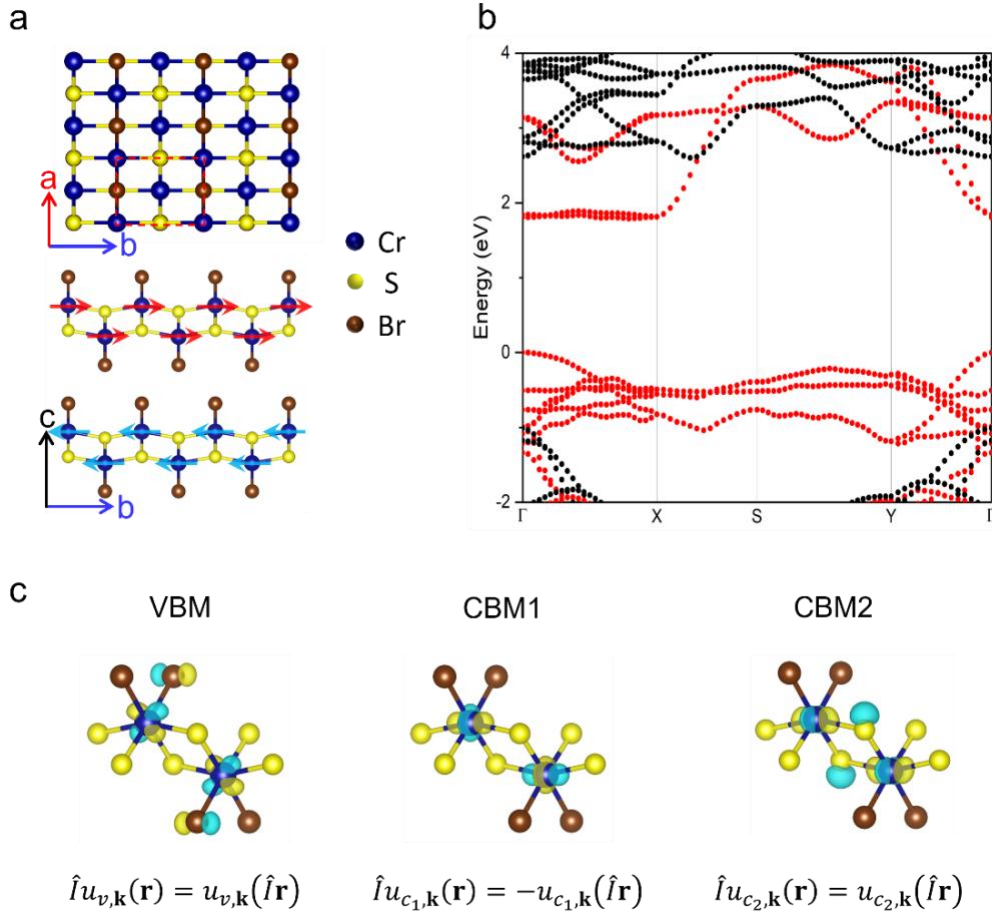 a
b
a
b
Cr
S
Br
c
b
Energy (eV)
4
2
0
-2
Γ
X
S
Y
Γ
c
VBM
CBM1
CBM2
Îu_{v,𝐤}(𝐫) = u_{v,𝐤}(Î𝐫)
Îu_{c₁,𝐤}(𝐫) = −u_{c₁,𝐤}(Î𝐫)
Îu_{c₂,𝐤}(𝐫) = u_{c₂,𝐤}(Î𝐫)